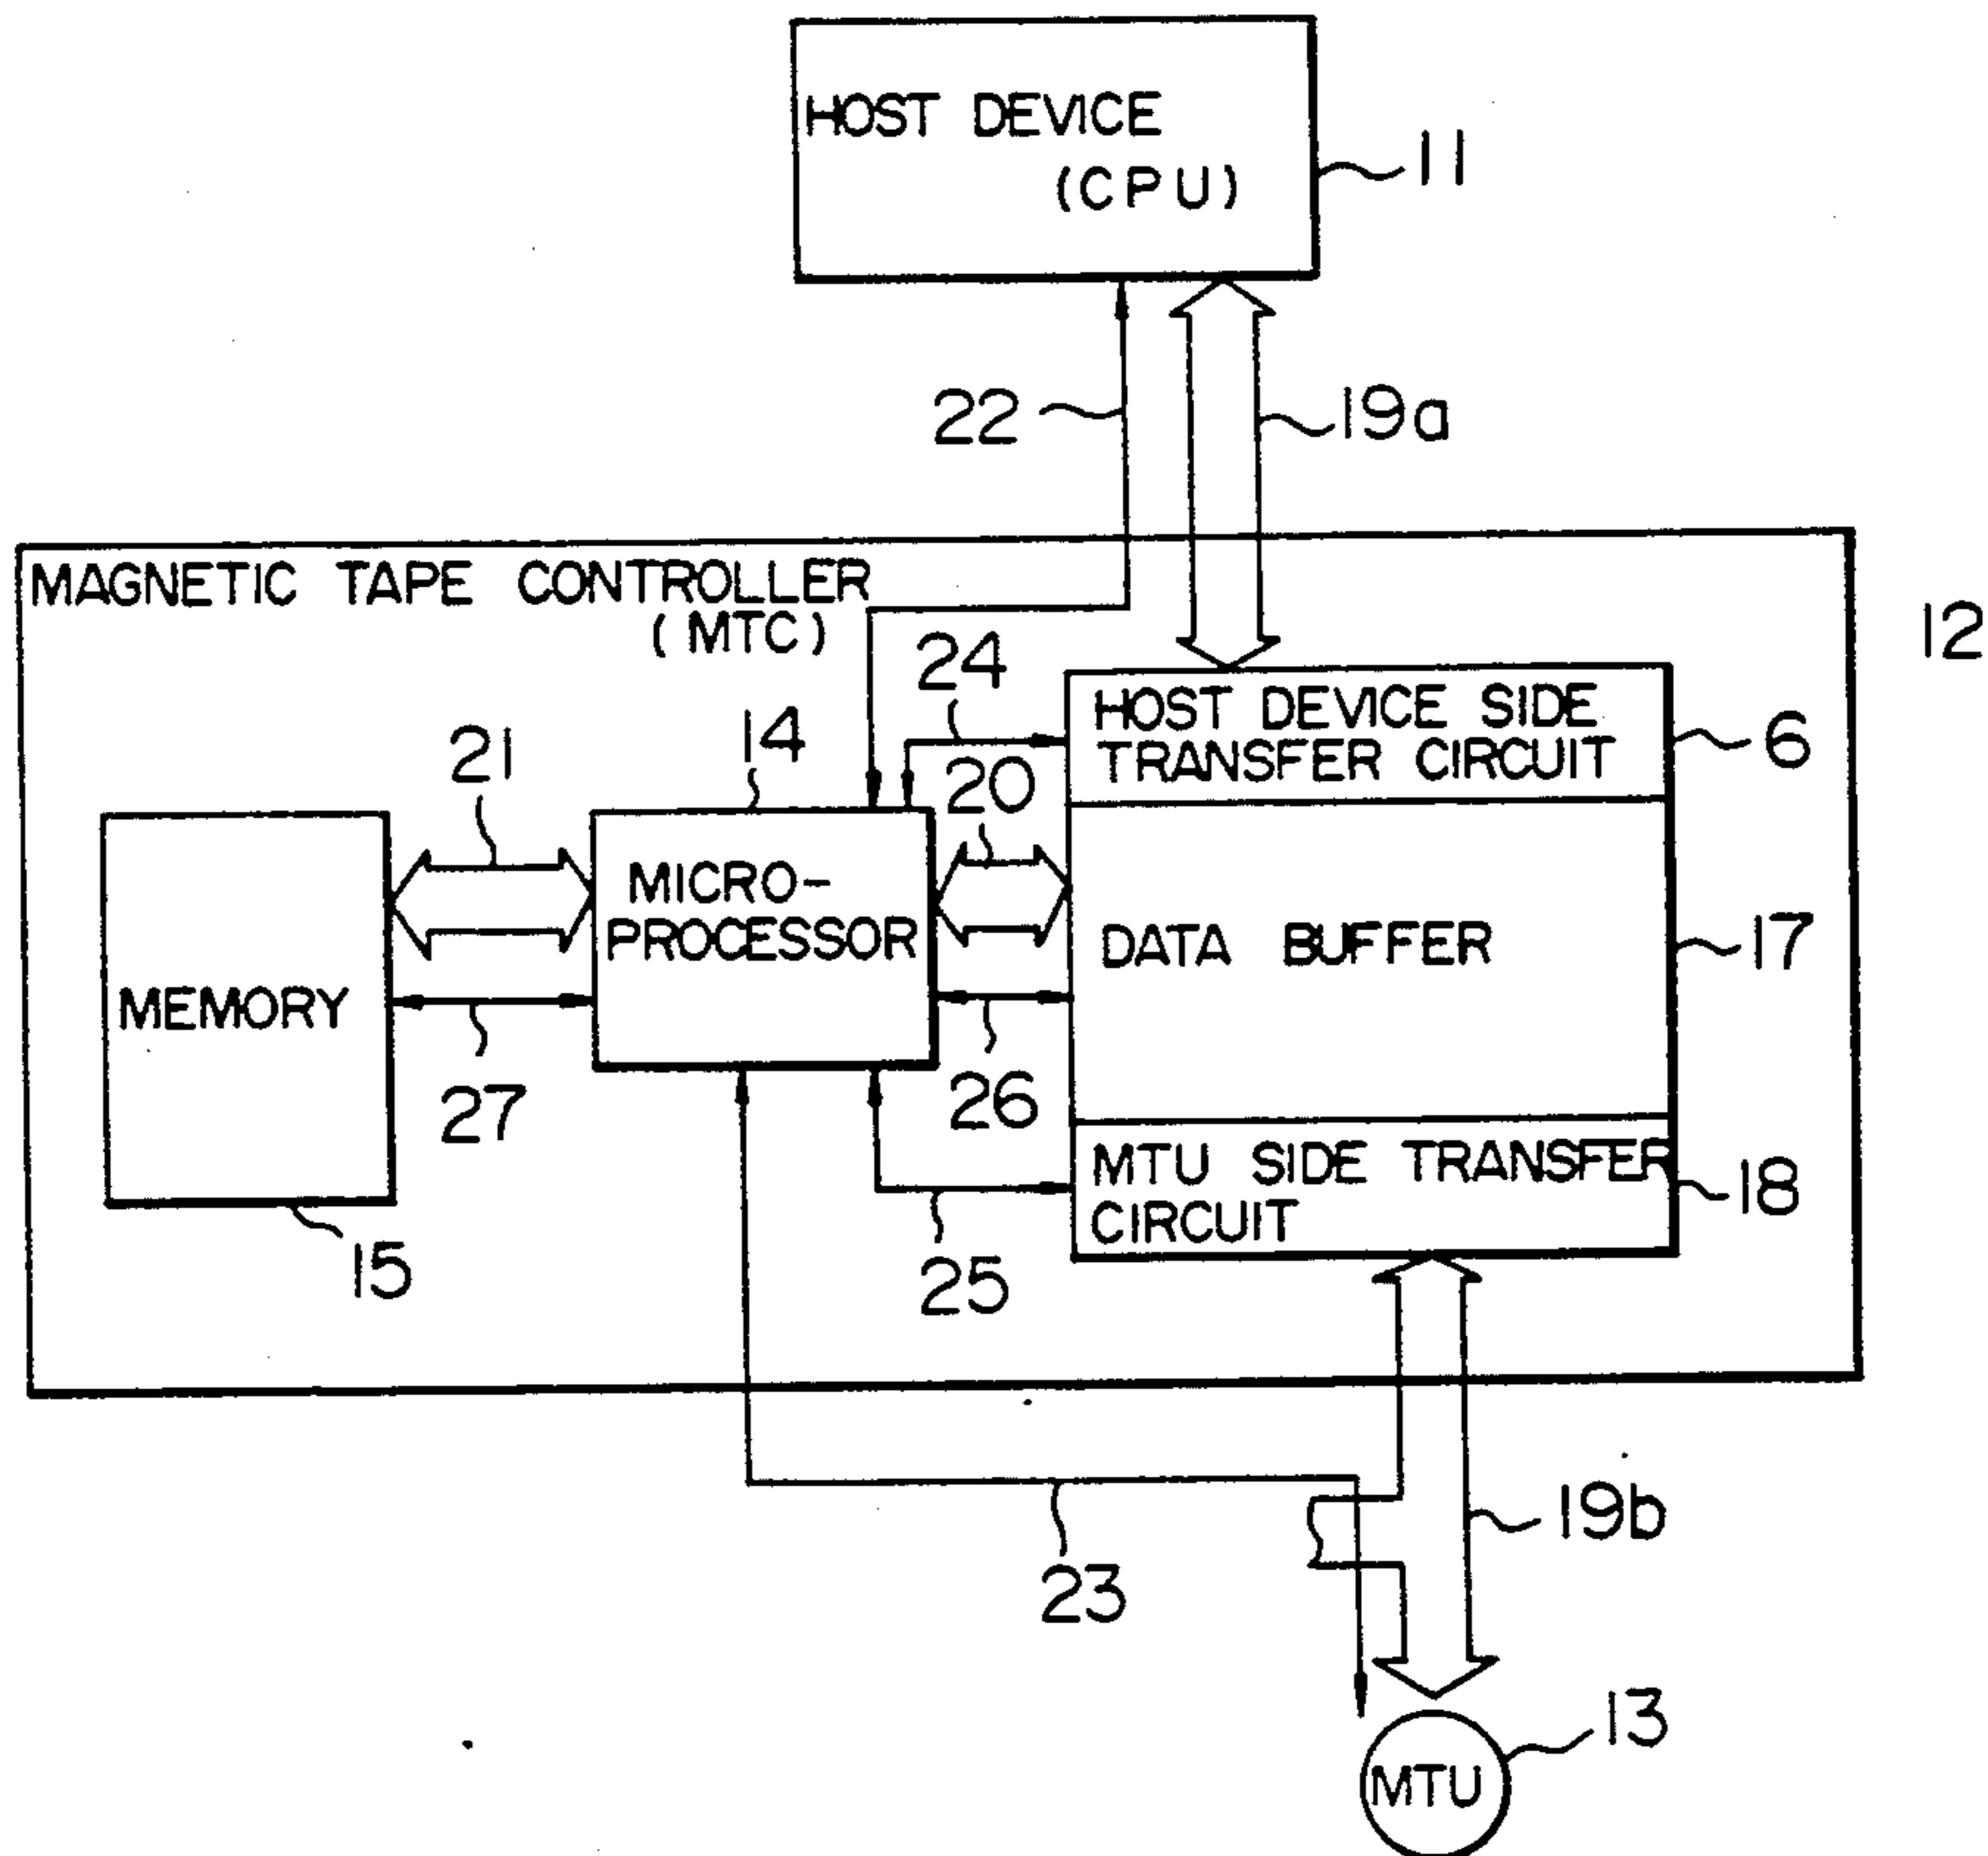 HOST DEVICE
(CPU)
11
22
19a
MAGNETIC TAPE CONTROLLER
(MTC)
12
24
HOST DEVICE SIDE
TRANSFER CIRCUIT
6
14
21
20
MICRO-
PROCESSOR
DATA BUFFER
17
MEMORY
27
26
MTU SIDE TRANSFER
CIRCUIT
18
15
25
19b
23
13
MTU